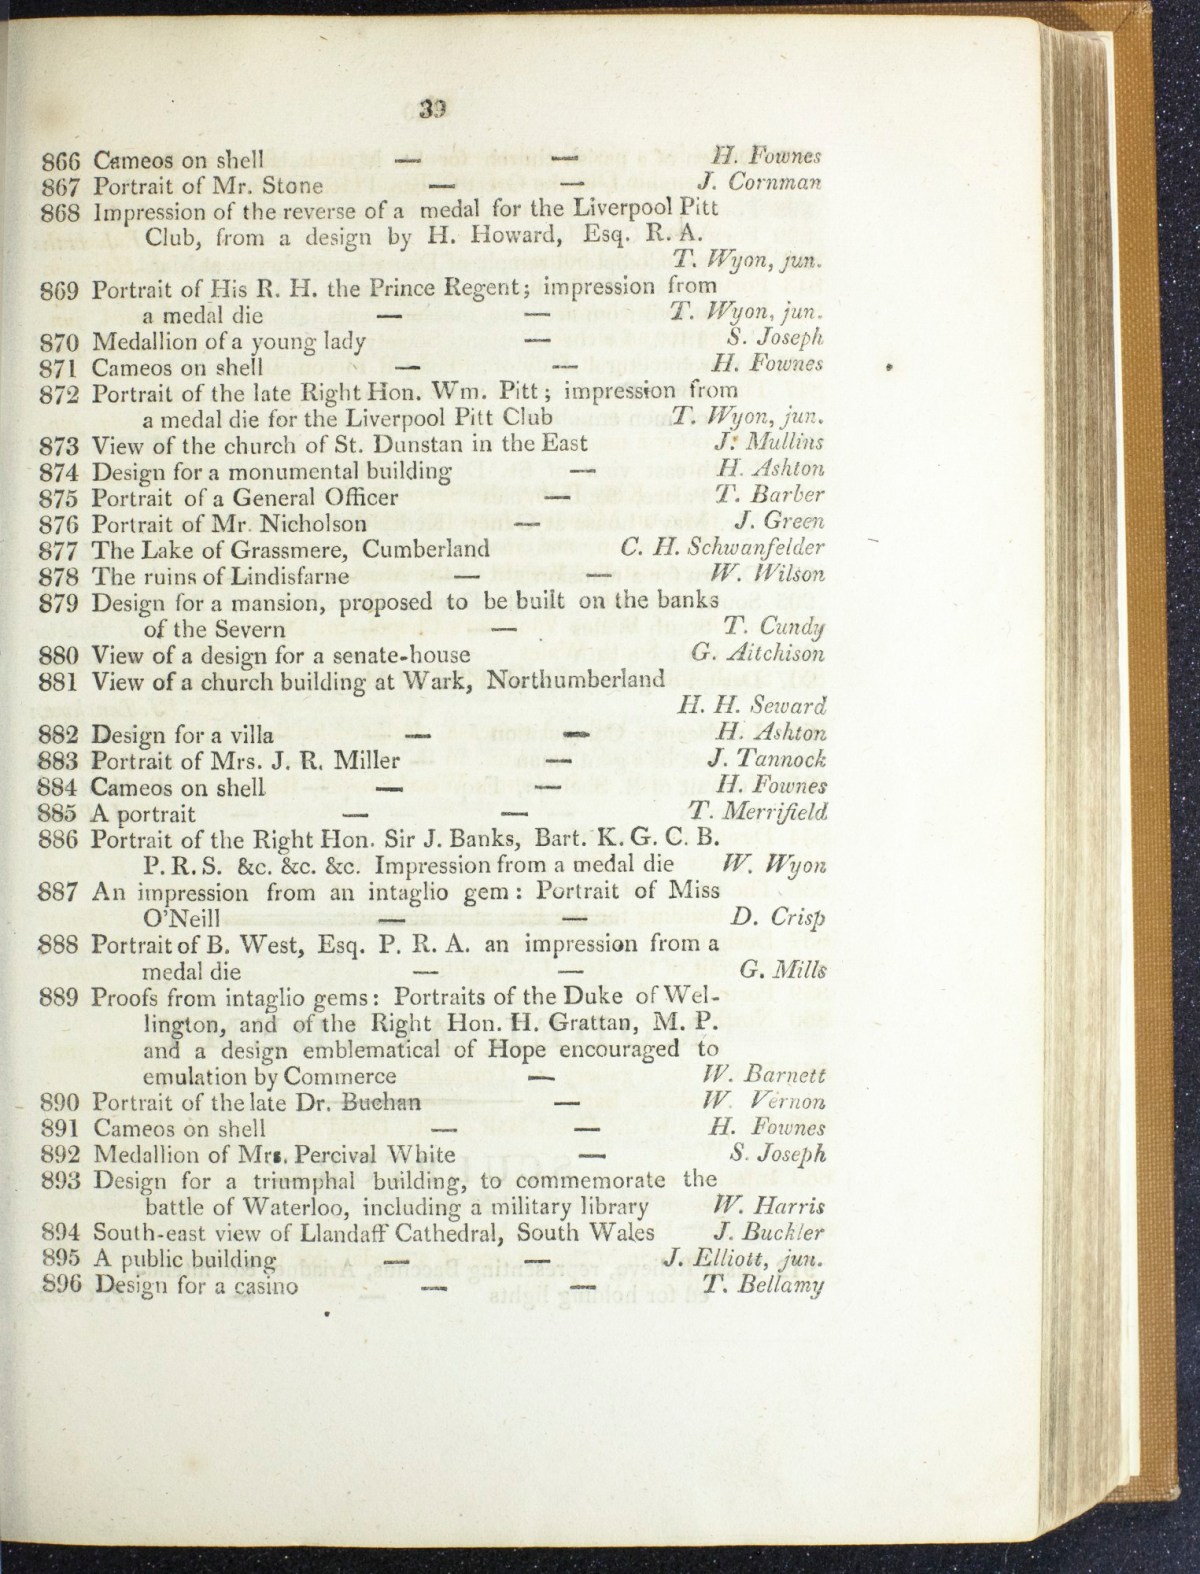 39
866 Cameos on shell — — H. Fownes
867 Portrait of Mr. Stone — — J. Cornman
868 Impression of the reverse of a medal for the Liverpool Pitt
Club, from a design by H. Howard, Esq. R. A.
T. Wyon, jun.
869 Portrait of His R. H. the Prince Regent; impression from
a medal die — — T. Wyon, jun.
870 Medallion of a young lady — S. Joseph
871 Cameos on shell — — H. Fownes
872 Portrait of the late Right Hon. Wm. Pitt; impression from
a medal die for the Liverpool Pitt Club T. Wyon, jun.
873 View of the church of St. Dunstan in the East J. Mullins
874 Design for a monumental building — H. Ashton
875 Portrait of a General Officer — T. Barber
876 Portrait of Mr. Nicholson — J. Green
877 The Lake of Grassmere, Cumberland C. H. Schwanfelder
878 The ruins of Lindisfarne — — W. Wilson
879 Design for a mansion, proposed to be built on the banks
of the Severn — T. Cundy
880 View of a design for a senate-house G. Aitchison
881 View of a church building at Wark, Northumberland
H. H. Seward
882 Design for a villa — — H. Ashton
883 Portrait of Mrs. J. R. Miller — J. Tannock
884 Cameos on shell — — H. Fownes
885 A portrait — — T. Merrifield
886 Portrait of the Right Hon. Sir J. Banks, Bart. K. G. C. B.
P. R. S. &c. &c. &c. Impression from a medal die W. Wyon
887 An impression from an intaglio gem: Portrait of Miss
O'Neill — — D. Crisp
888 Portrait of B. West, Esq. P. R. A. an impression from a
medal die — — G. Mills
889 Proofs from intaglio gems: Portraits of the Duke of Wel-
lington, and of the Right Hon. H. Grattan, M. P.
and a design emblematical of Hope encouraged to
emulation by Commerce — W. Barnett
890 Portrait of the late Dr. Buchan — W. Vernon
891 Cameos on shell — — H. Fownes
892 Medallion of Mrs. Percival White — S. Joseph
893 Design for a triumphal building, to commemorate the
battle of Waterloo, including a military library W. Harris
894 South-east view of Llandaff Cathedral, South Wales J. Buckler
895 A public building — — J. Elliott, jun.
896 Design for a casino — — T. Bellamy